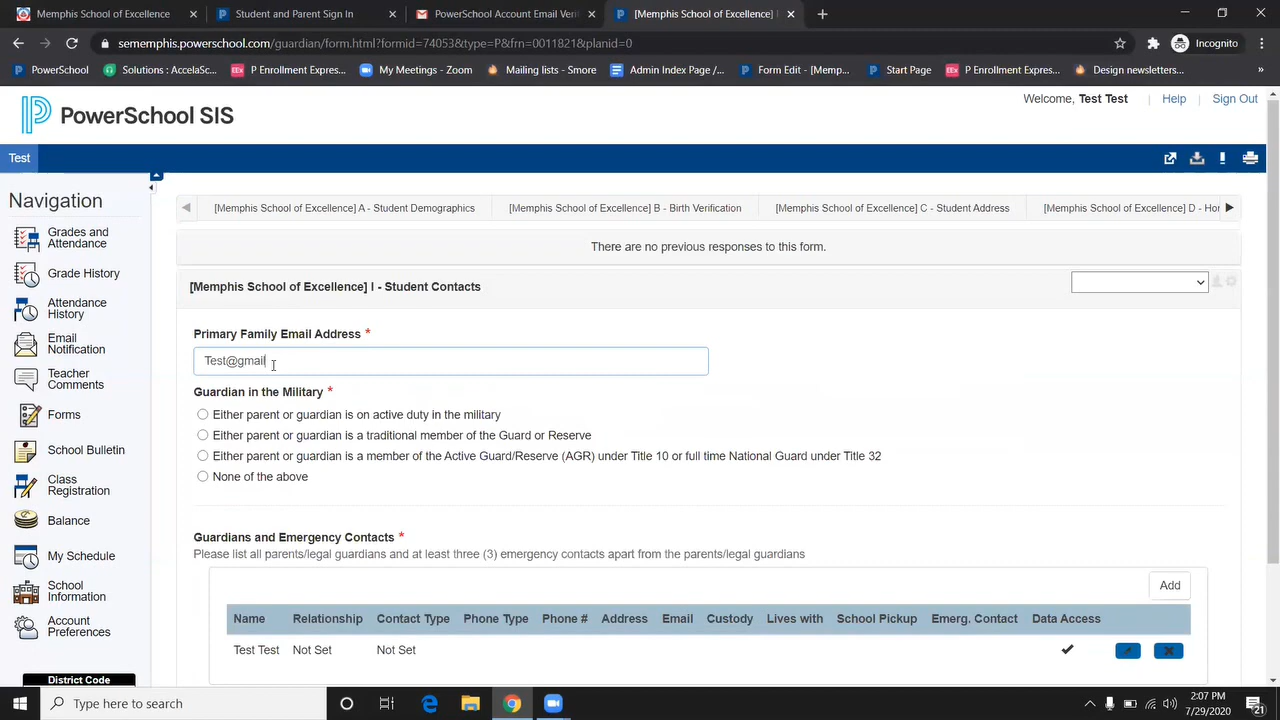 Memphis School of Excellence
Student and Parent Sign In
PowerSchool Account Email Veri
[Memphis School of Excellence] I
sememphis.powerschool.com/guardian/form.html?formid=74053&type=P&frn=00118211&planid=0
Incognito
PowerSchool
Solutions : AccelaSc...
P Enrollment Expres...
My Meetings - Zoom
Mailing lists - Smore
Admin Index Page /...
Form Edit - [Memp...
Start Page
P Enrollment Expres...
Design newsletters...
»
PowerSchool SIS
Welcome, Test Test
Help
Sign Out
Test
Navigation
Grades and
Attendance
Grade History
Attendance
History
Email
Notification
Teacher
Comments
Forms
School Bulletin
Class
Registration
Balance
My Schedule
School
Information
Account
Preferences
District Code
[Memphis School of Excellence] A - Student Demographics
[Memphis School of Excellence] B - Birth Verification
[Memphis School of Excellence] C - Student Address
[Memphis School of Excellence] D - Ho
There are no previous responses to this form.
[Memphis School of Excellence] I - Student Contacts
Primary Family Email Address *
Test@gmail
Guardian in the Military *
Either parent or guardian is on active duty in the military
Either parent or guardian is a traditional member of the Guard or Reserve
Either parent or guardian is a member of the Active Guard/Reserve (AGR) under Title 10 or full time National Guard under Title 32
None of the above
Guardians and Emergency Contacts *
Please list all parents/legal guardians and at least three (3) emergency contacts apart from the parents/legal guardians
Add
Name Relationship Contact Type Phone Type Phone # Address Email Custody Lives with School Pickup Emerg. Contact Data Access
Test Test Not Set Not Set
Type here to search
2:07 PM
7/29/2020
21